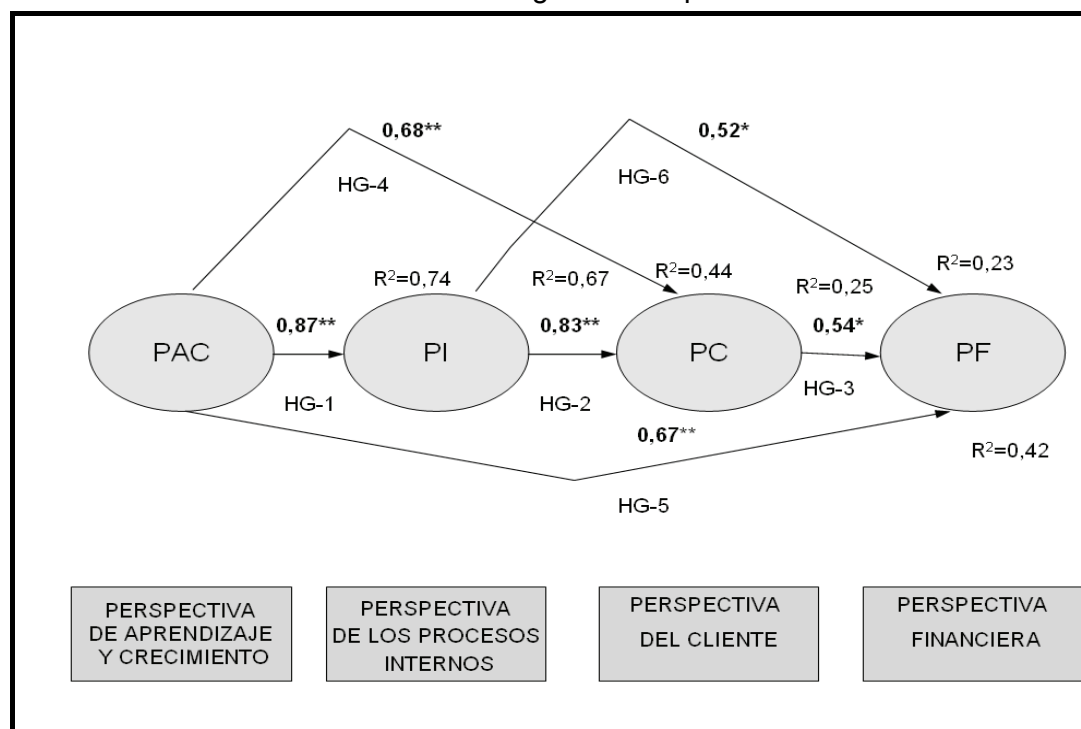 0,68**
0,52*
HG-4
HG-6
R²=0,74
R²=0,67
R²=0,44
R²=0,25
R²=0,23
0,87**
0,83**
0,54*
PAC
PI
PC
PF
HG-1
HG-2
HG-3
0,67**
R²=0,42
HG-5
PERSPECTIVA
DE APRENDIZAJE
Y CRECIMIENTO
PERSPECTIVA
DE LOS PROCESOS
INTERNOS
PERSPECTIVA
DEL CLIENTE
PERSPECTIVA
FINANCIERA